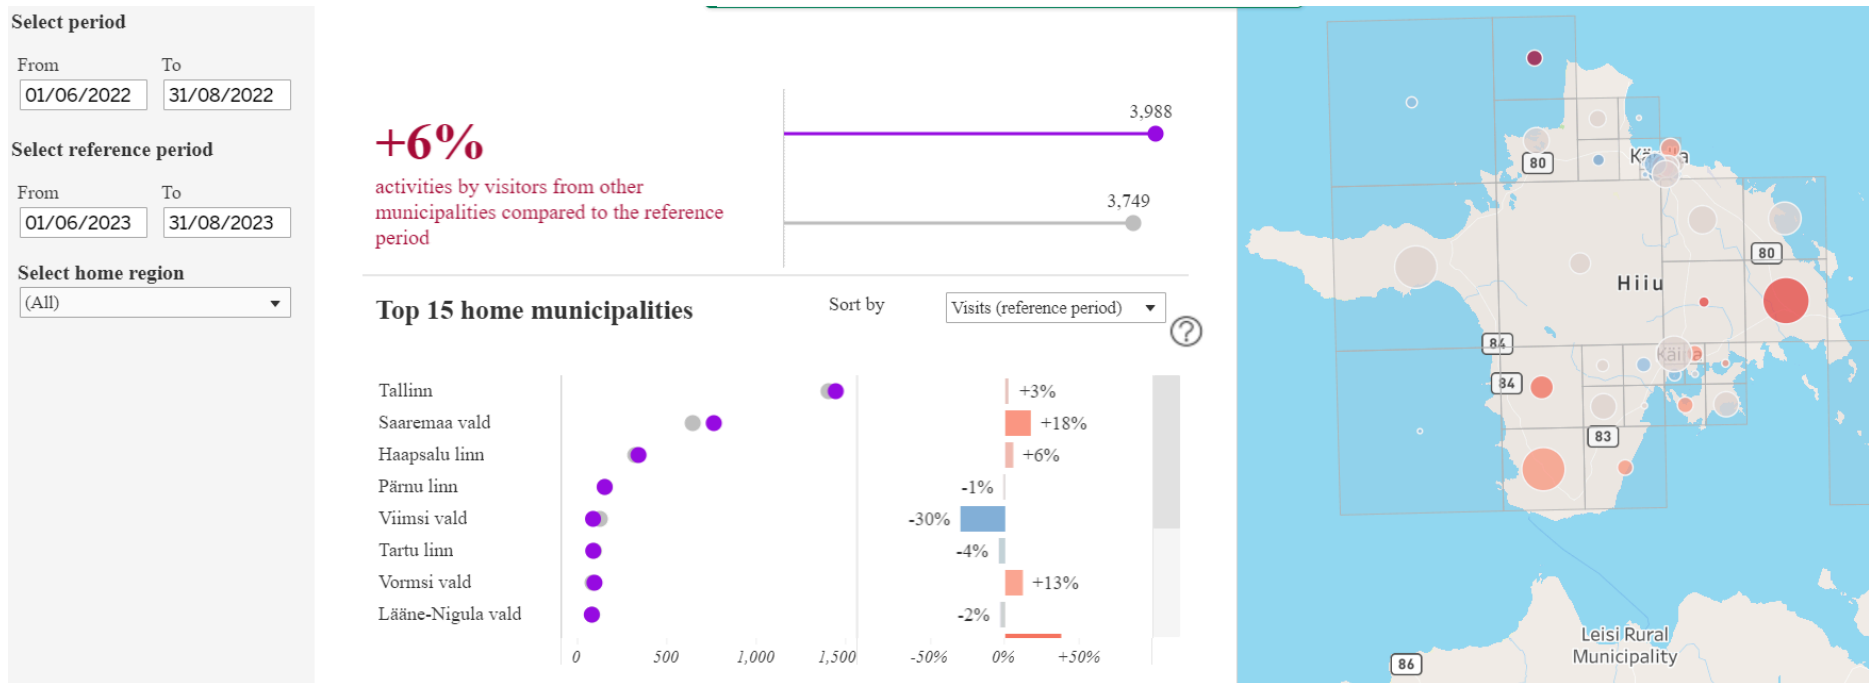 Select period
From To
01/06/2022 31/08/2022
Select reference period
From To
01/06/2023 31/08/2023
Select home region
(All)
+6%
activities by visitors from other
municipalities compared to the reference
period
3,988
3,749
Top 15 home municipalities
Sort by
Visits (reference period)
?
Tallinn +3%
Saaremaa vald +18%
Haapsalu linn +6%
Pärnu linn -1%
Viimsi vald -30%
Tartu linn -4%
Vormsi vald +13%
Lääne-Nigula vald -2%
0 500 1,000 1,500 -50% 0% +50%
80
80
Hiiu
84
84
83
Leisi Rural
Municipality
86